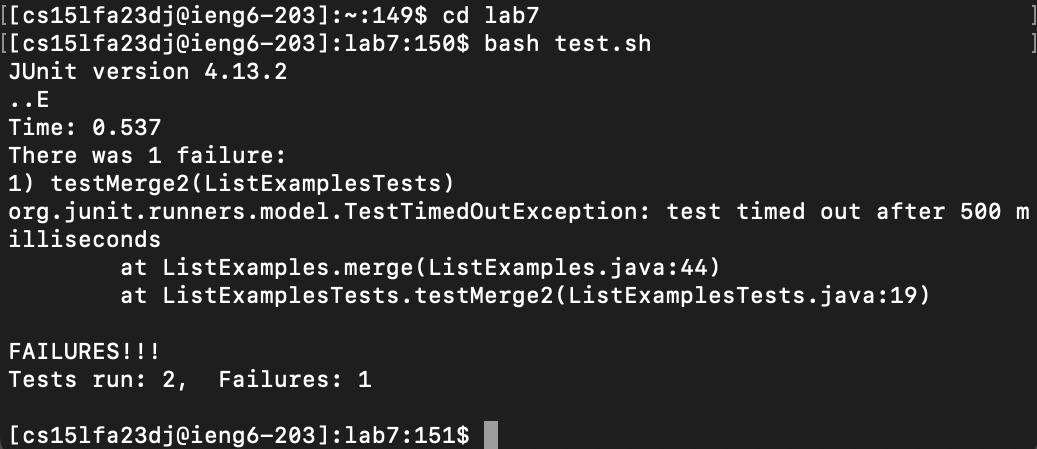 [[cs15lfa23dj@ieng6-203]:~:149$ cd lab7 ]
[[cs15lfa23dj@ieng6-203]:lab7:150$ bash test.sh ]
JUnit version 4.13.2
..E
Time: 0.537
There was 1 failure:
1) testMerge2(ListExamplesTests)
org.junit.runners.model.TestTimedOutException: test timed out after 500 m
illiseconds
        at ListExamples.merge(ListExamples.java:44)
        at ListExamplesTests.testMerge2(ListExamplesTests.java:19)
FAILURES!!!
Tests run: 2,  Failures: 1
[cs15lfa23dj@ieng6-203]:lab7:151$